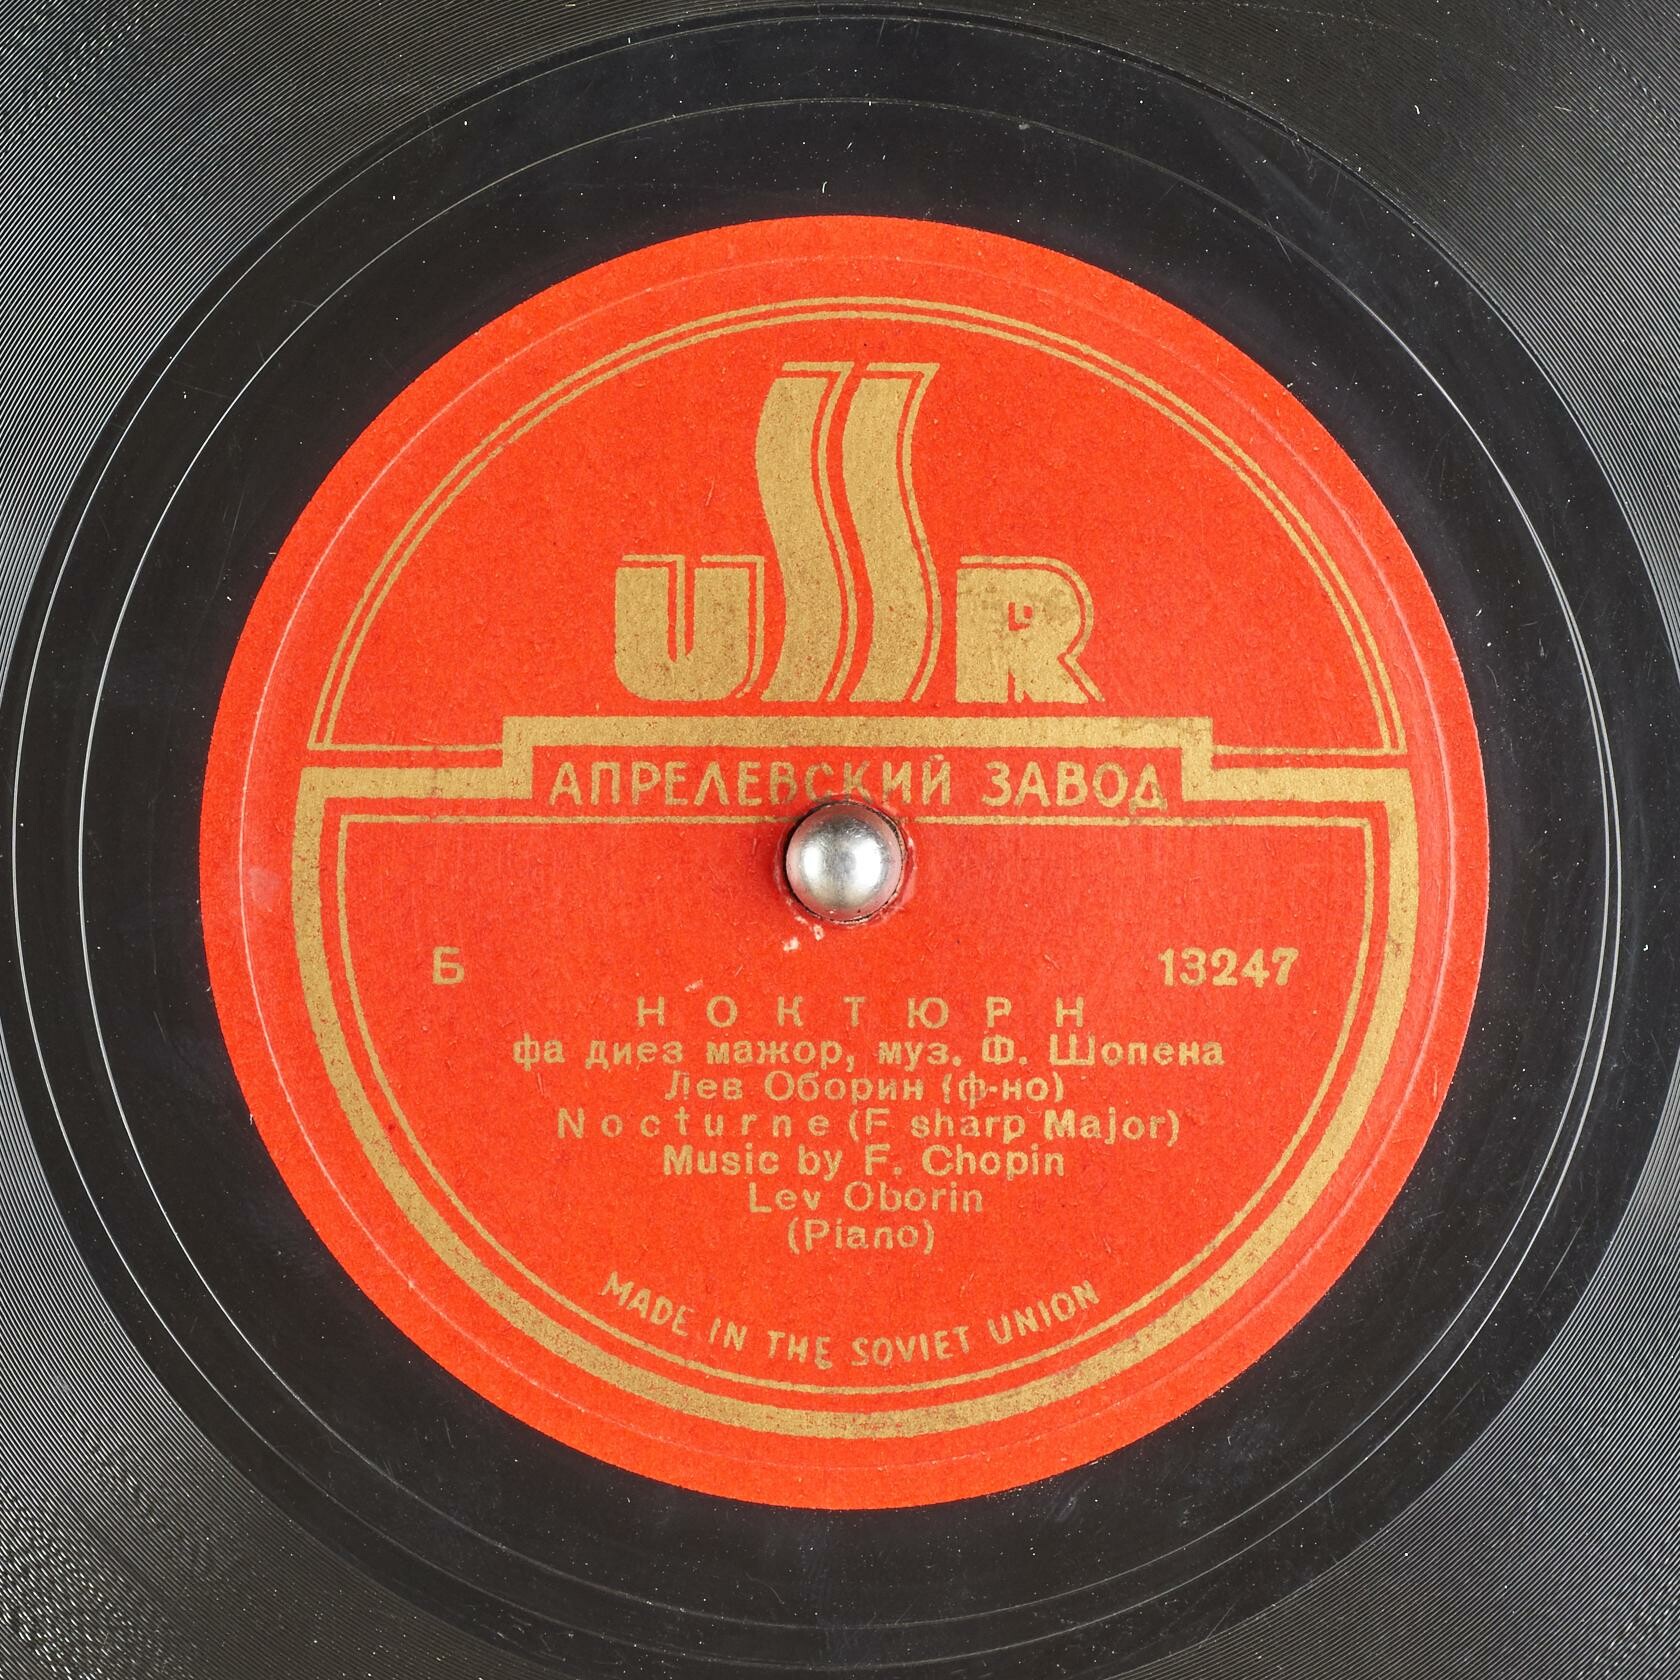 USSR
АПРЕЛЕВСКИЙ ЗАВОД
Б 13247
НОКТЮРН
фа диез мажор, муз. Ф. Шопена
Лев Оборин (ф-но)
Nocturne (F sharp Major)
Music by F. Chopin
Lev Oborin
(Piano)
MADE IN THE SOVIET UNION